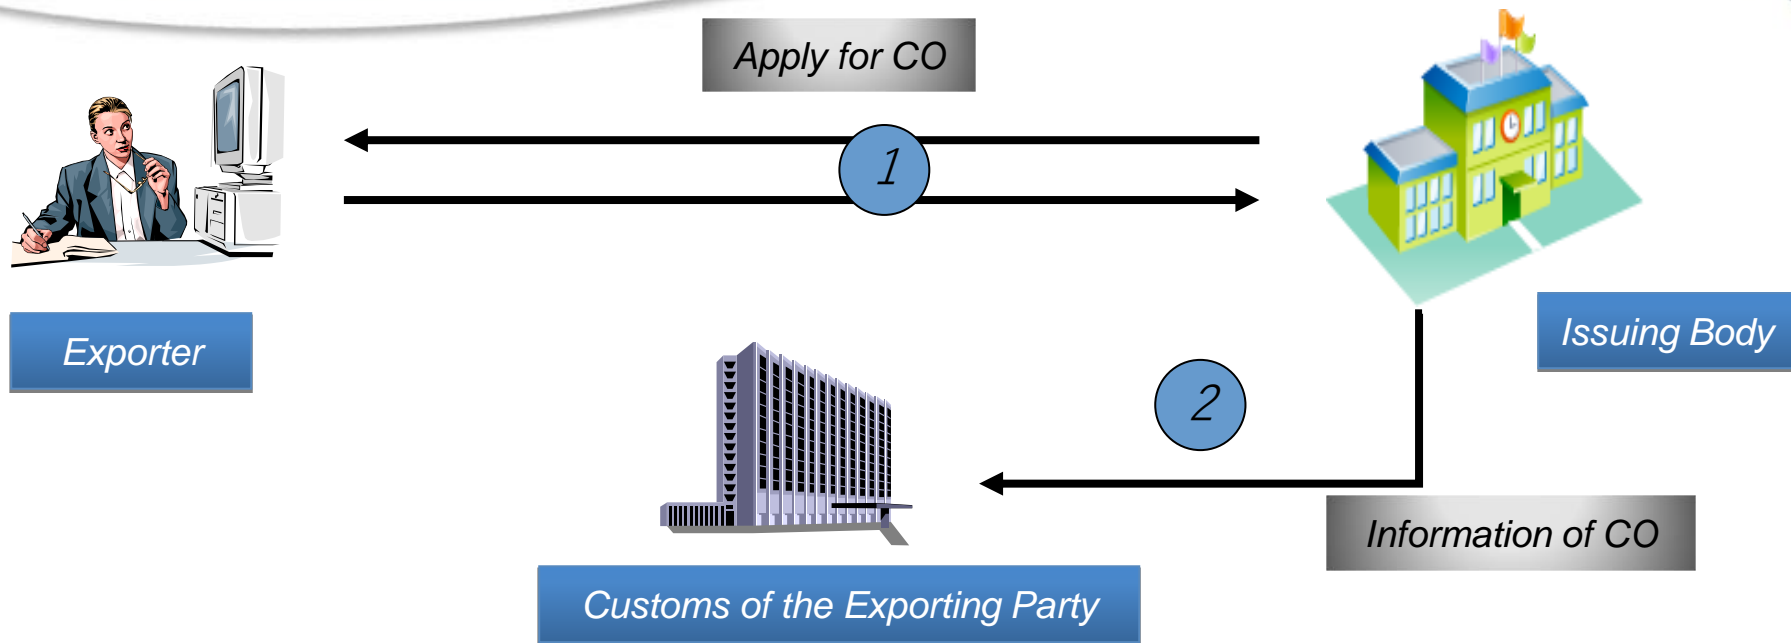 Apply for CO
1
Exporter
Issuing Body
2
Information of CO
Customs of the Exporting Party